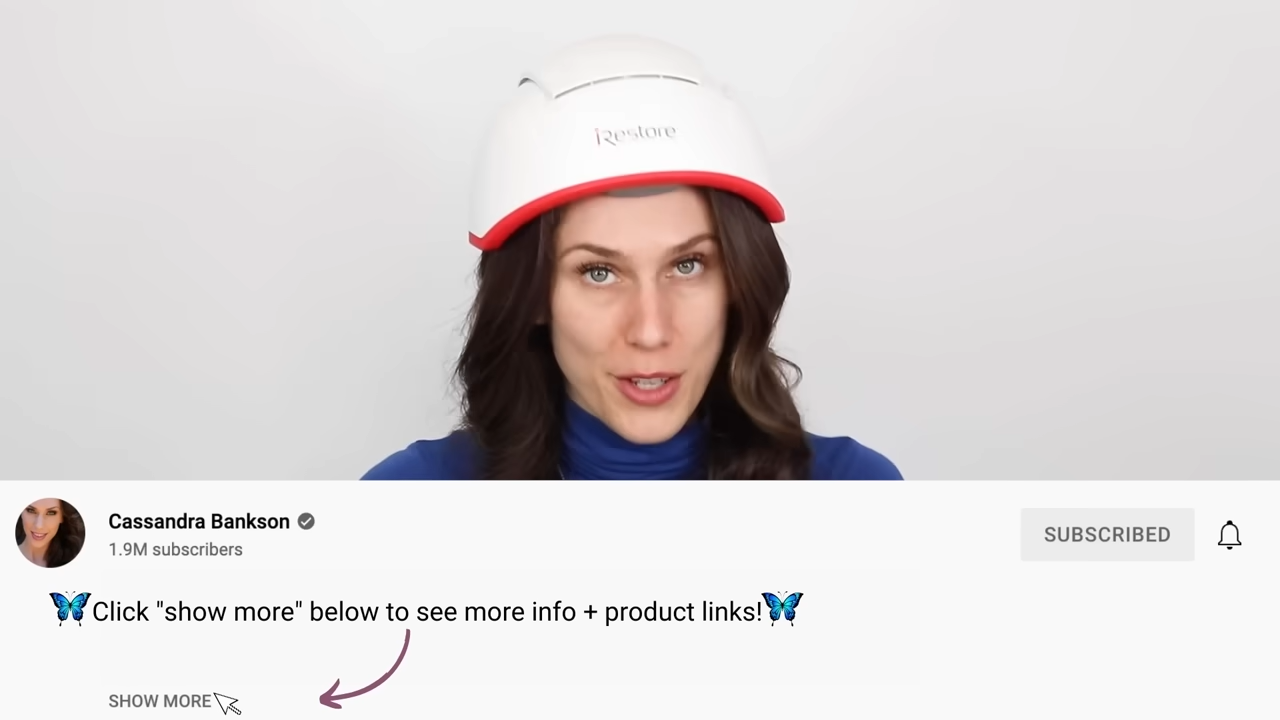 iRestore
Cassandra Bankson
1.9M subscribers
SUBSCRIBED
Click "show more" below to see more info + product links!
SHOW MORE